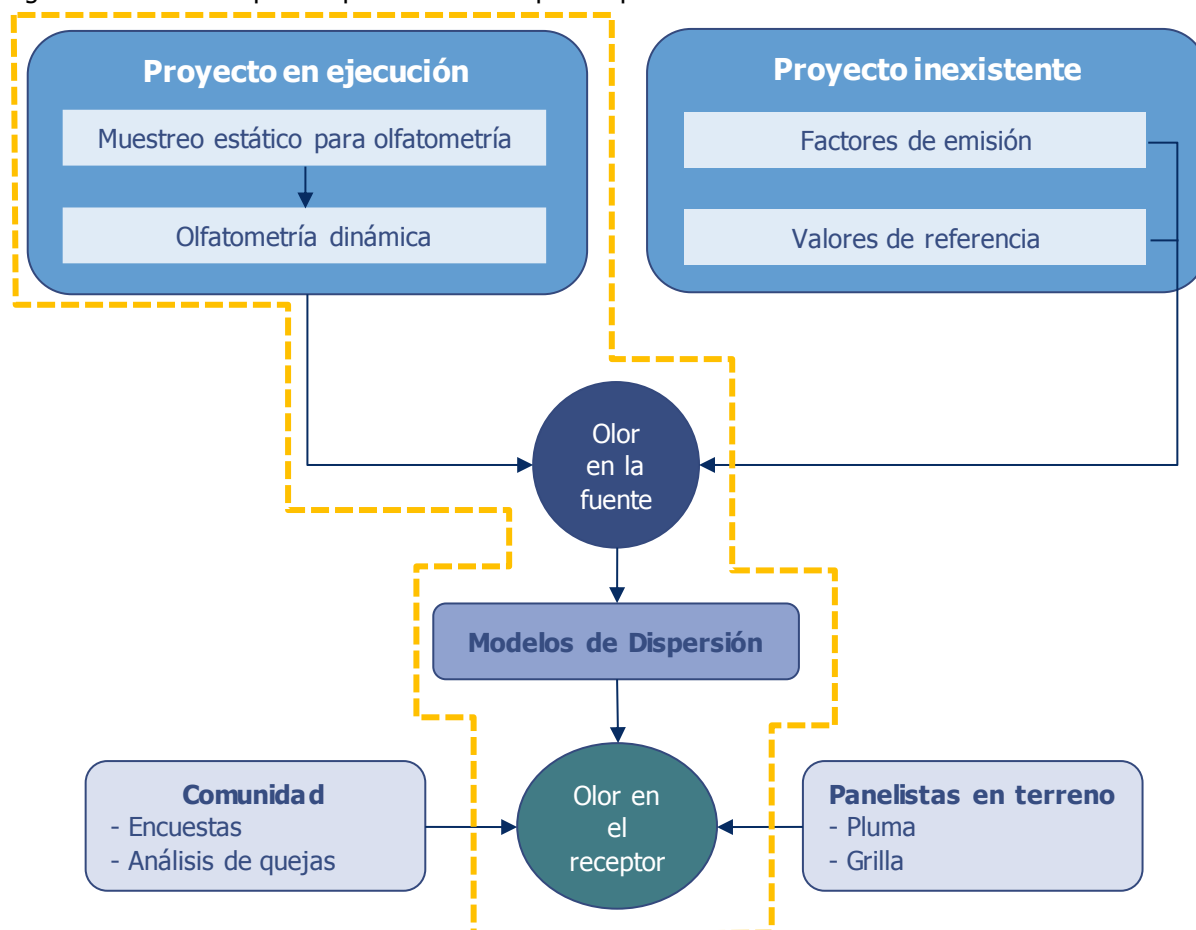 Proyecto en ejecución
Muestreo estático para olfatometría
Olfatometría dinámica
Proyecto inexistente
Factores de emisión
Valores de referencia
Olor
en la
fuente
Modelos de Dispersión
Comunidad
- Encuestas
- Análisis de quejas
Olor en
el
receptor
Panelistas en terreno
- Pluma
- Grilla